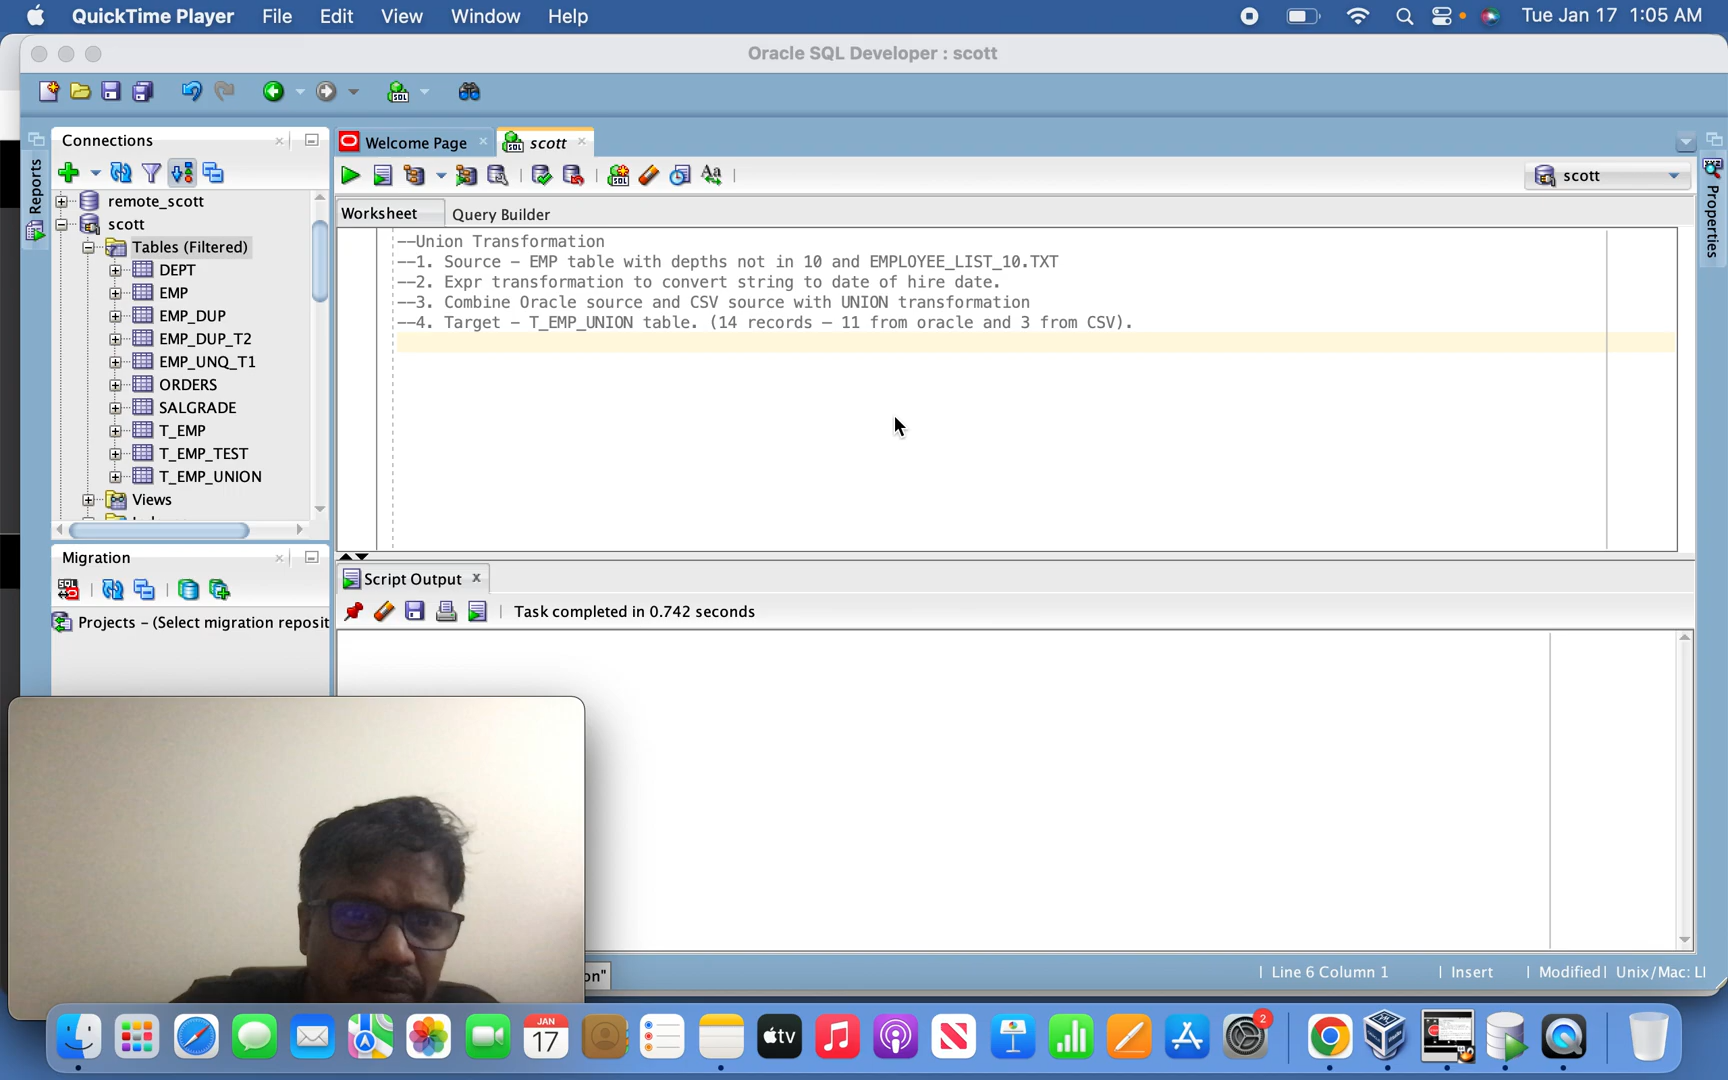 QuickTime Player File Edit View Window Help Tue Jan 17 1:05 AM
Oracle SQL Developer : scott
Connections
Reports
remote_scott
scott
Tables (Filtered)
DEPT
EMP
EMP_DUP
EMP_DUP_T2
EMP_UNQ_T1
ORDERS
SALGRADE
T_EMP
T_EMP_TEST
T_EMP_UNION
Views
Migration
Projects - (Select migration reposit
Welcome Page scott
scott
Properties
Worksheet Query Builder
--Union Transformation
--1. Source – EMP table with depths not in 10 and EMPLOYEE_LIST_10.TXT
--2. Expr transformation to convert string to date of hire date.
--3. Combine Oracle source and CSV source with UNION transformation
--4. Target – T_EMP_UNION table. (14 records – 11 from oracle and 3 from CSV).
Script Output x
Task completed in 0.742 seconds
on"
Line 6 Column 1 Insert Modified Unix/Mac: LI
JAN
17
tv
2